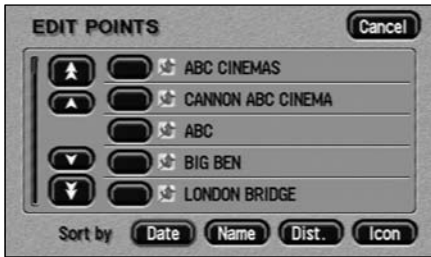 EDIT POINTS Cancel
ABC CINEMAS
CANNON ABC CINEMA
ABC
BIG BEN
LONDON BRIDGE
Sort by Date Name Dist. Icon